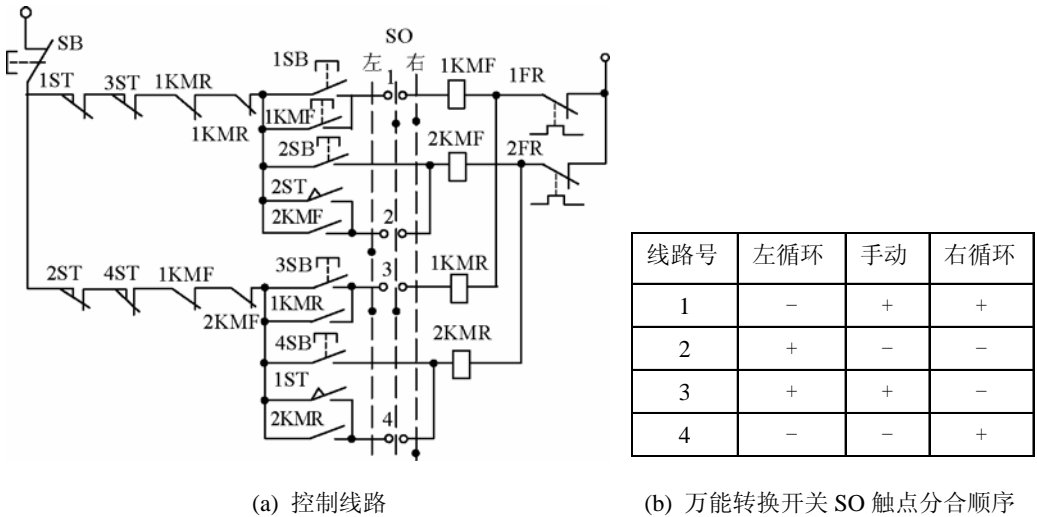 SB
SO
左 右
1ST 3ST 1KMR 1KMR
1SB 1 1KMF 1FR
1KMF
2SB 2KMF 2FR
2ST
2KMF 2
2ST 4ST 1KMF 2KMF
3SB 3 1KMR
1KMR
4SB 2KMR
1ST
2KMR 4
线路号 左循环 手动 右循环
1 − + +
2 + − −
3 + + −
4 − − +
(a) 控制线路
(b) 万能转换开关 SO 触点分合顺序